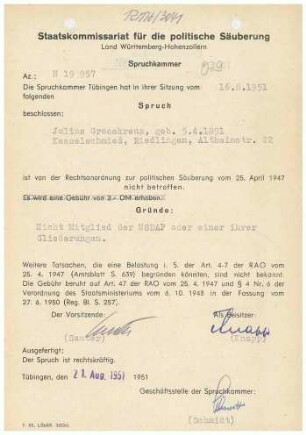 Staatskommissariat für die politische Säuberung
Land Württemberg-Hohenzollern
Spruchkammer
Az.: N 19 957
Die Spruchkammer Tübingen hat in ihrer Sitzung vom 16.8.1951
folgenden
Spruch
beschlossen:
Julius Grosskreuz, geb. 5.4.1891
Kesselschmied, Riedlingen, Altheimstr. 22
ist von der Rechtsanordnung zur politischen Säuberung vom 25. April 1947
nicht betroffen.
Es wird eine Gebühr von 2.- DM erhoben.
Gründe:
Nicht Mitglied der NSDAP oder einer ihrer
Gliederungen.
Weitere Tatsachen, die eine Belastung i. S. der Art. 4-7 der RAO vom
25. 4. 1947 (Amtsblatt S. 639) begründen könnten, sind nicht bekannt.
Die Gebühr beruht auf Art. 47 der RAO vom 25. 4. 1947 und § 4 Nr. 6 der
Verordnung des Staatsministeriums vom 6. 10. 1948 in der Fassung vom
27. 6. 1950 (Reg. Bl. S. 257).
Der Vorsitzende: Als Beisitzer:
Knapp
(Sauter) (Knapp)
Ausgefertigt:
Der Spruch ist rechtskräftig.
Tübingen, den 21. Aug. 1951 1951
Geschäftsstelle der Spruchkammer:
(Schmidt)